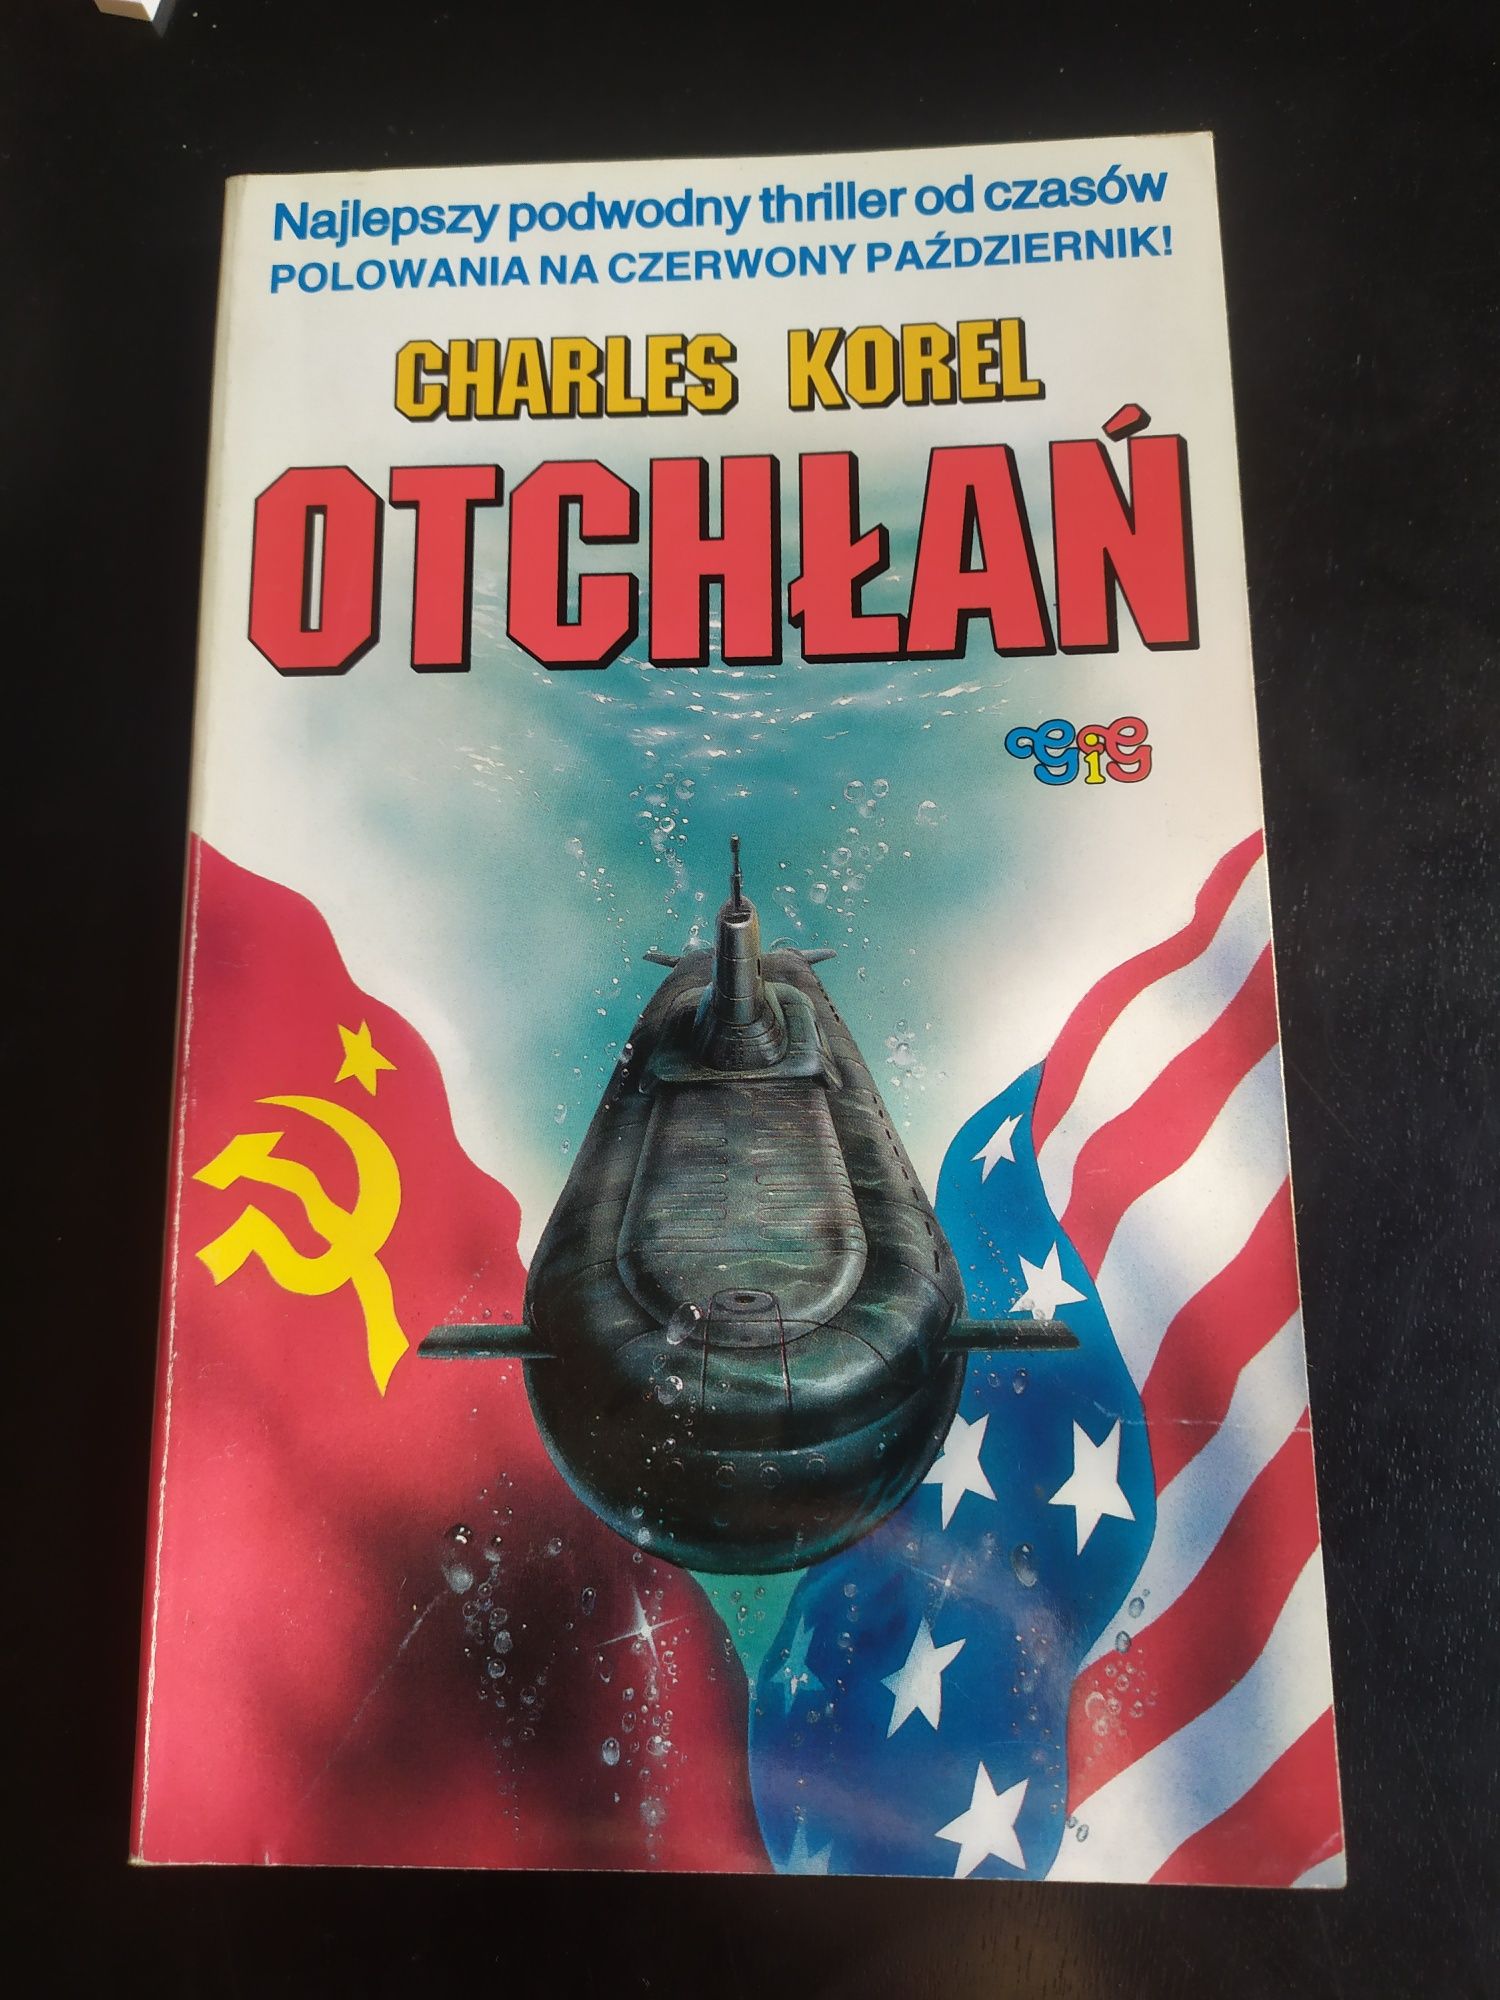 Najlepszy podwodny thriller od czasów
POLOWANIA NA CZERWONY PAŹDZIERNIK!
CHARLES KOREL
OTCHŁAŃ
GiG